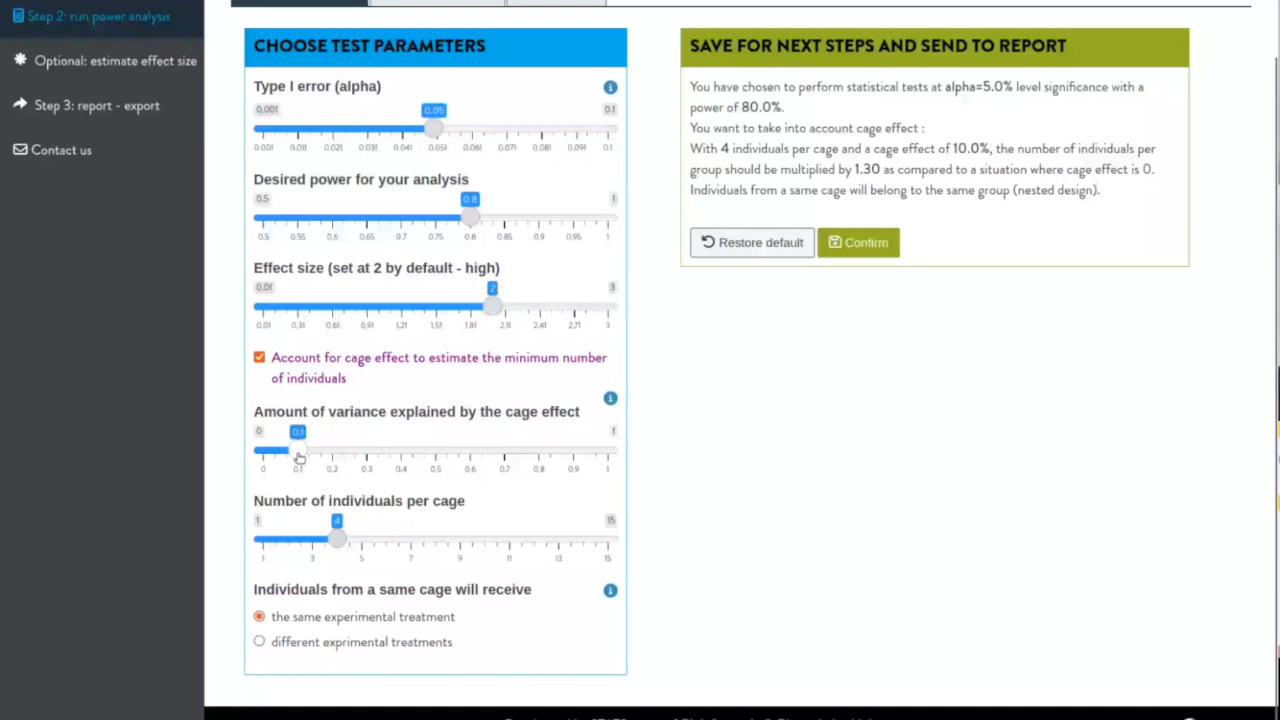 Step 2: run power analysis
Optional: estimate effect size
Step 3: report - export
Contact us
CHOOSE TEST PARAMETERS
Type I error (alpha)
0.001 0.05 0.1
0.001 0.011 0.021 0.031 0.041 0.051 0.061 0.071 0.081 0.091 0.1
Desired power for your analysis
0.5 0.8 1
0.5 0.55 0.6 0.65 0.7 0.75 0.8 0.85 0.9 0.95 1
Effect size (set at 2 by default - high)
0.01 2 3
0.01 0.31 0.61 0.91 1.21 1.51 1.81 2.11 2.41 2.71 3
Account for cage effect to estimate the minimum number
of individuals
Amount of variance explained by the cage effect
0 0.1 1
0 0.1 0.2 0.3 0.4 0.5 0.6 0.7 0.8 0.9 1
Number of individuals per cage
1 4 15
1 3 5 7 9 11 13 15
Individuals from a same cage will receive
the same experimental treatment
different exprimental treatments
SAVE FOR NEXT STEPS AND SEND TO REPORT
You have chosen to perform statistical tests at alpha=5.0% level significance with a
power of 80.0%.
You want to take into account cage effect :
With 4 individuals per cage and a cage effect of 10.0%, the number of individuals per
group should be multiplied by 1.30 as compared to a situation where cage effect is 0.
Individuals from a same cage will belong to the same group (nested design).
Restore default
Confirm